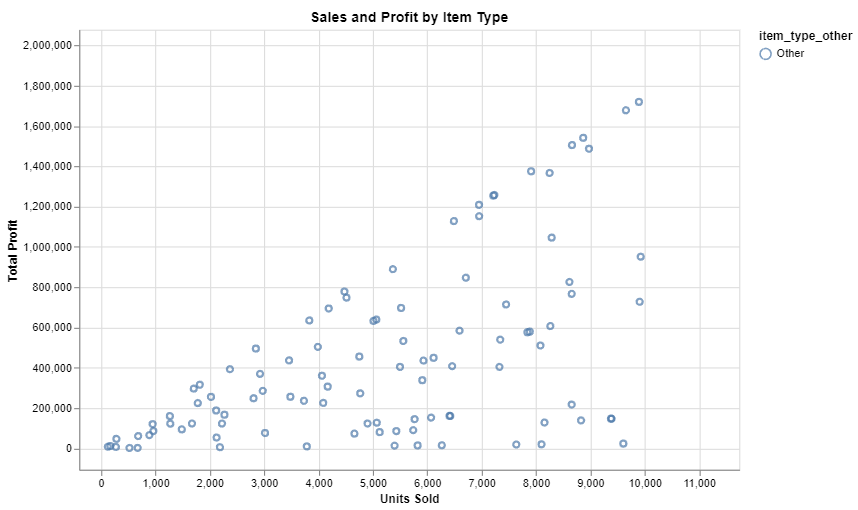 Sales and Profit by Item Type
item_type_other
Other
Total Profit
2,000,000
1,800,000
1,600,000
1,400,000
1,200,000
1,000,000
800,000
600,000
400,000
200,000
0
0 1,000 2,000 3,000 4,000 5,000 6,000 7,000 8,000 9,000 10,000 11,000
Units Sold